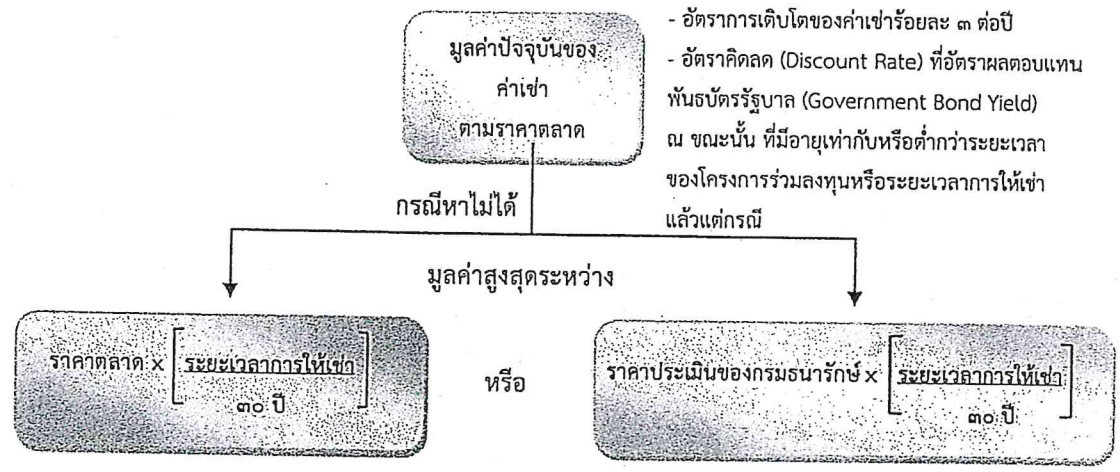 มูลค่าปัจจุบันของ
ค่าเช่า
ตามราคาตลาด
- อัตราการเติบโตของค่าเช่าร้อยละ ๓ ต่อปี
- อัตราคิดลด (Discount Rate) ที่อัตราผลตอบแทน
พันธบัตรรัฐบาล (Government Bond Yield)
ณ ขณะนั้น ที่มีอายุเท่ากับหรือต่ำกว่าระยะเวลา
ของโครงการร่วมลงทุนหรือระยะเวลาการให้เช่า
แล้วแต่กรณี
กรณีหาไม่ได้
มูลค่าสูงสุดระหว่าง
ราคาตลาด x [ระยะเวลาการให้เช่า
๓๐ ปี]
หรือ
ราคาประเมินของกรมธนารักษ์ x [ระยะเวลาการให้เช่า
๓๐ ปี]